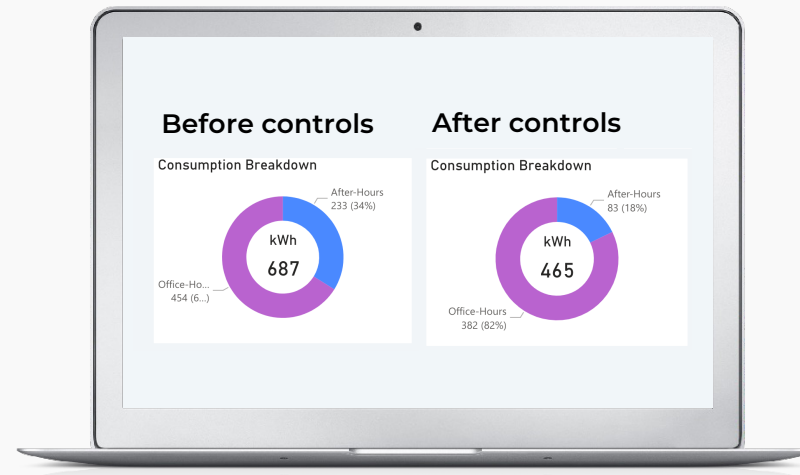 Before controls
Consumption Breakdown
After-Hours
233 (34%)
kWh
687
Office-Ho...
454 (6...)
After controls
Consumption Breakdown
After-Hours
83 (18%)
kWh
465
Office-Hours
382 (82%)